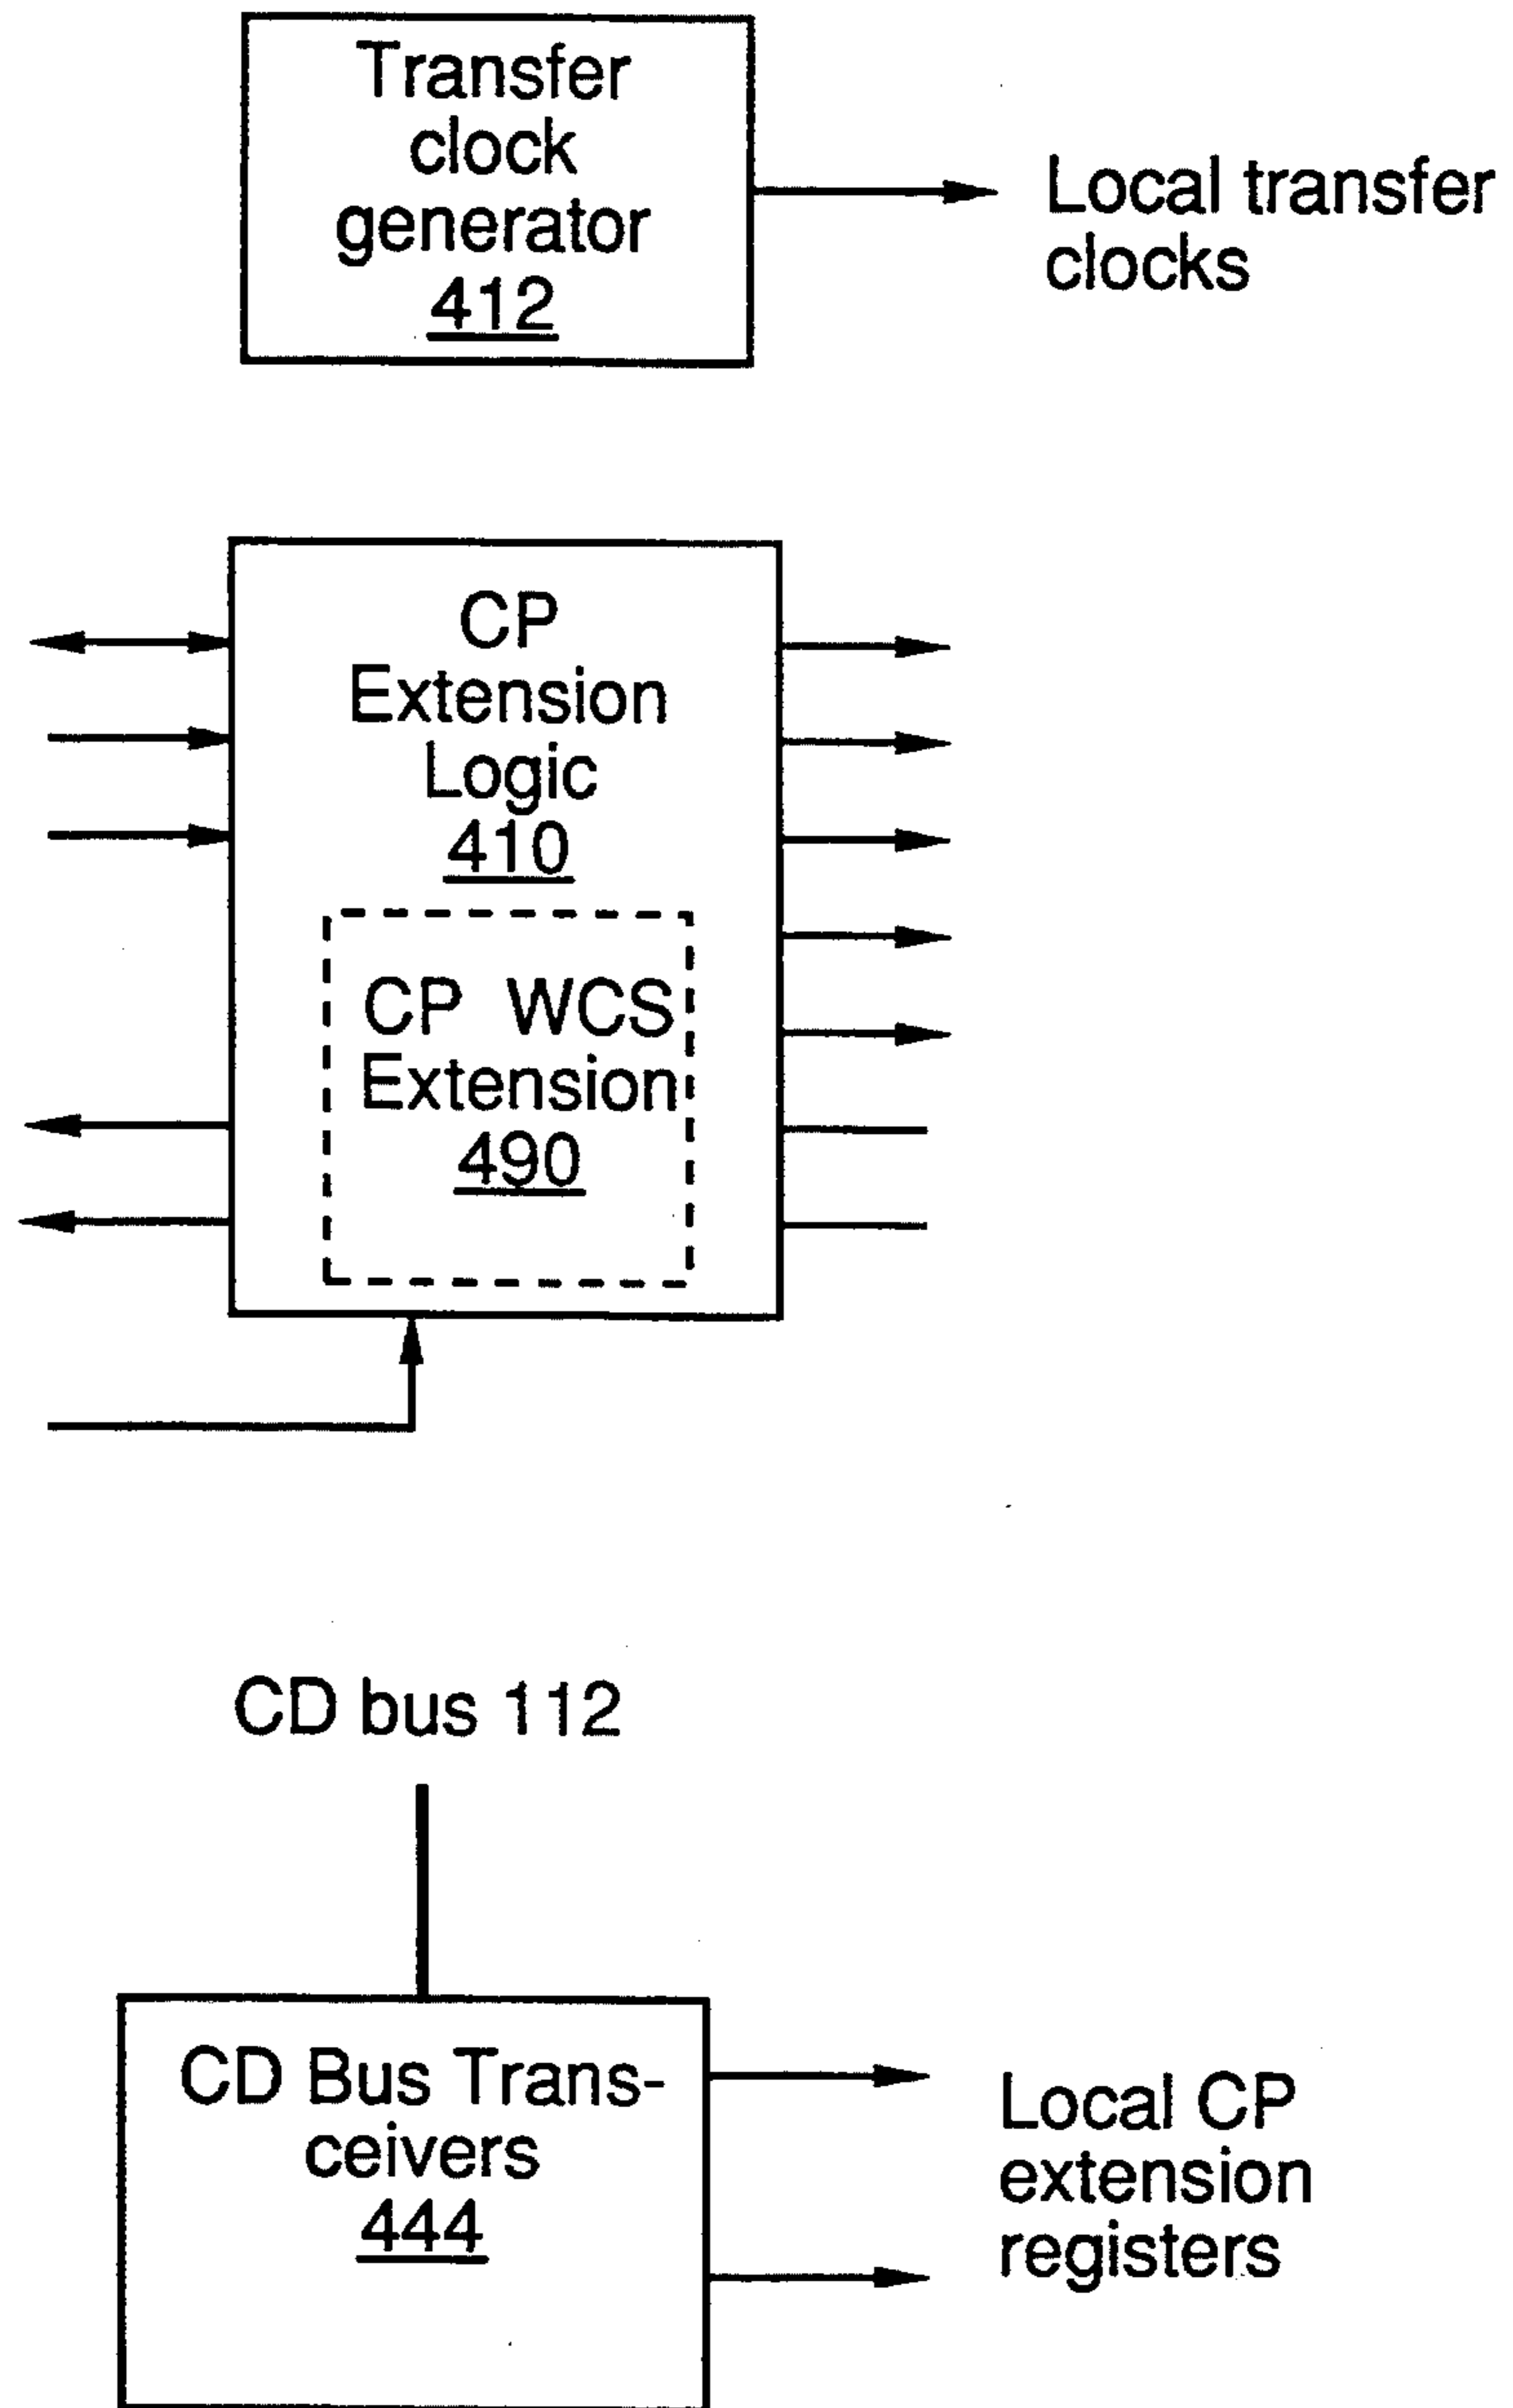 Transfer
clock
generator
412
Local transfer
clocks
CP
Extension
Logic
410
CP WCS
Extension
490
CD bus 112
CD Bus Trans-
ceivers
444
Local CP
extension
registers